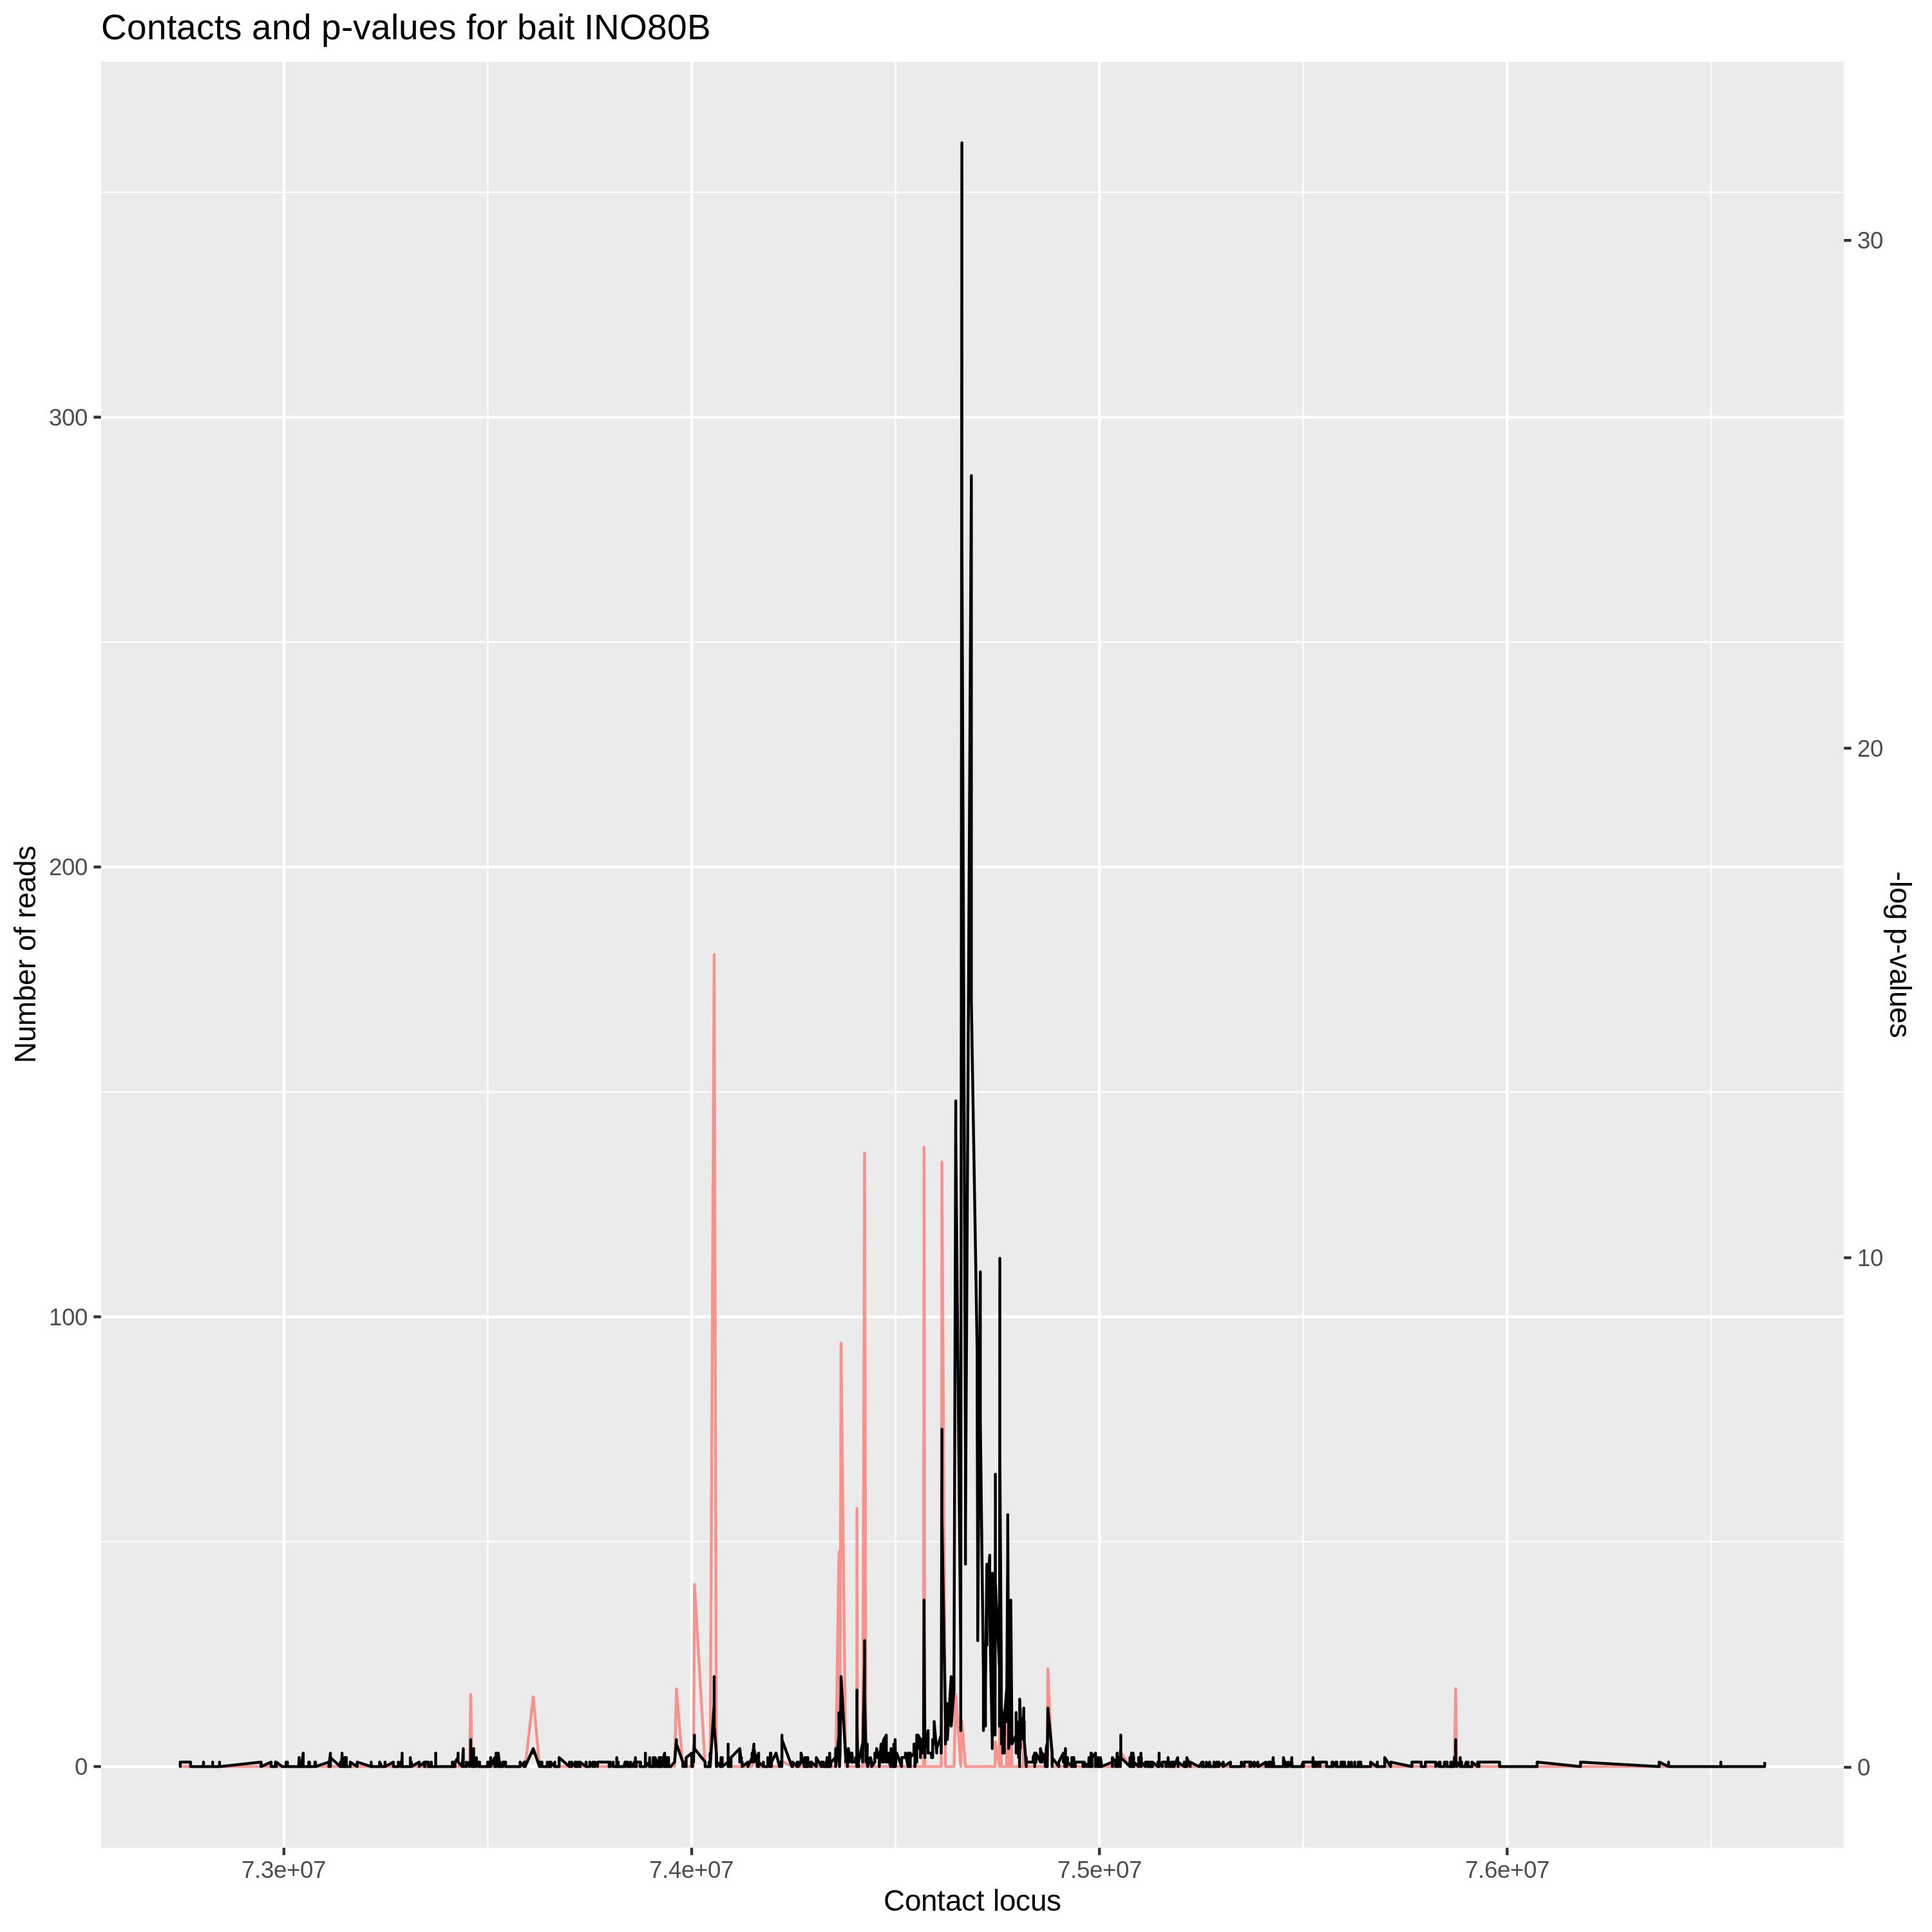 Contacts and p-values for bait INO80B
300
200
100
0
Number of reads
30
20
10
0
-log p-values
7.3e+07 7.4e+07 7.5e+07 7.6e+07
Contact locus